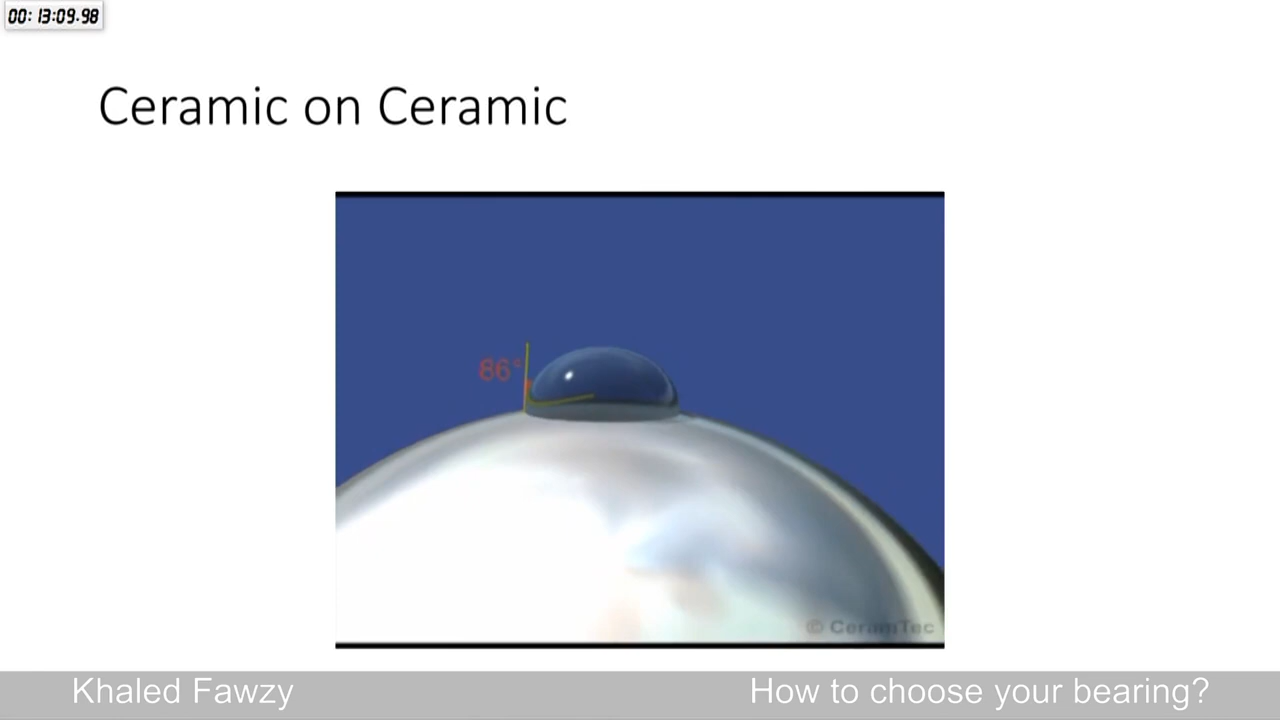 00: 13:09.98
Ceramic on Ceramic
86°
© CeramTec
Khaled Fawzy
How to choose your bearing?